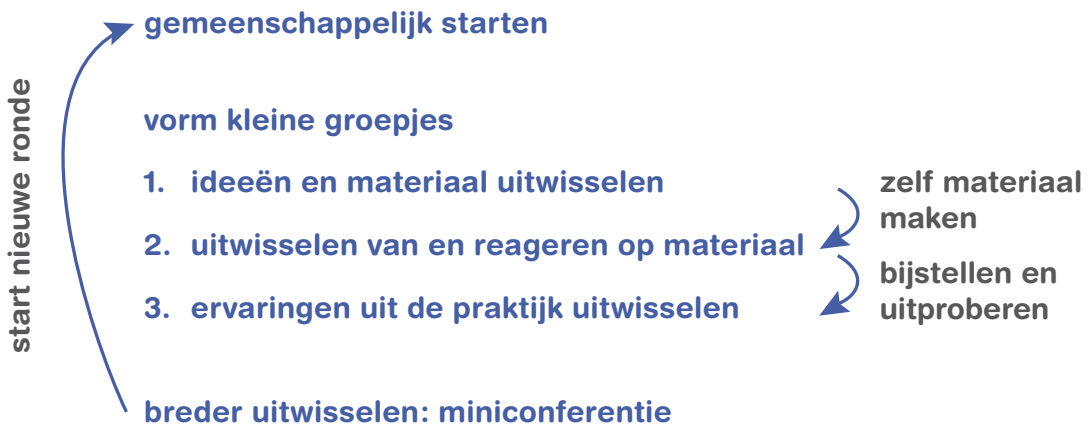 gemeenschappelijk starten
start nieuwe ronde
vorm kleine groepjes
1. ideeën en materiaal uitwisselen
zelf materiaal
maken
2. uitwisselen van en reageren op materiaal
bijstellen en
uitproberen
3. ervaringen uit de praktijk uitwisselen
breder uitwisselen: miniconferentie